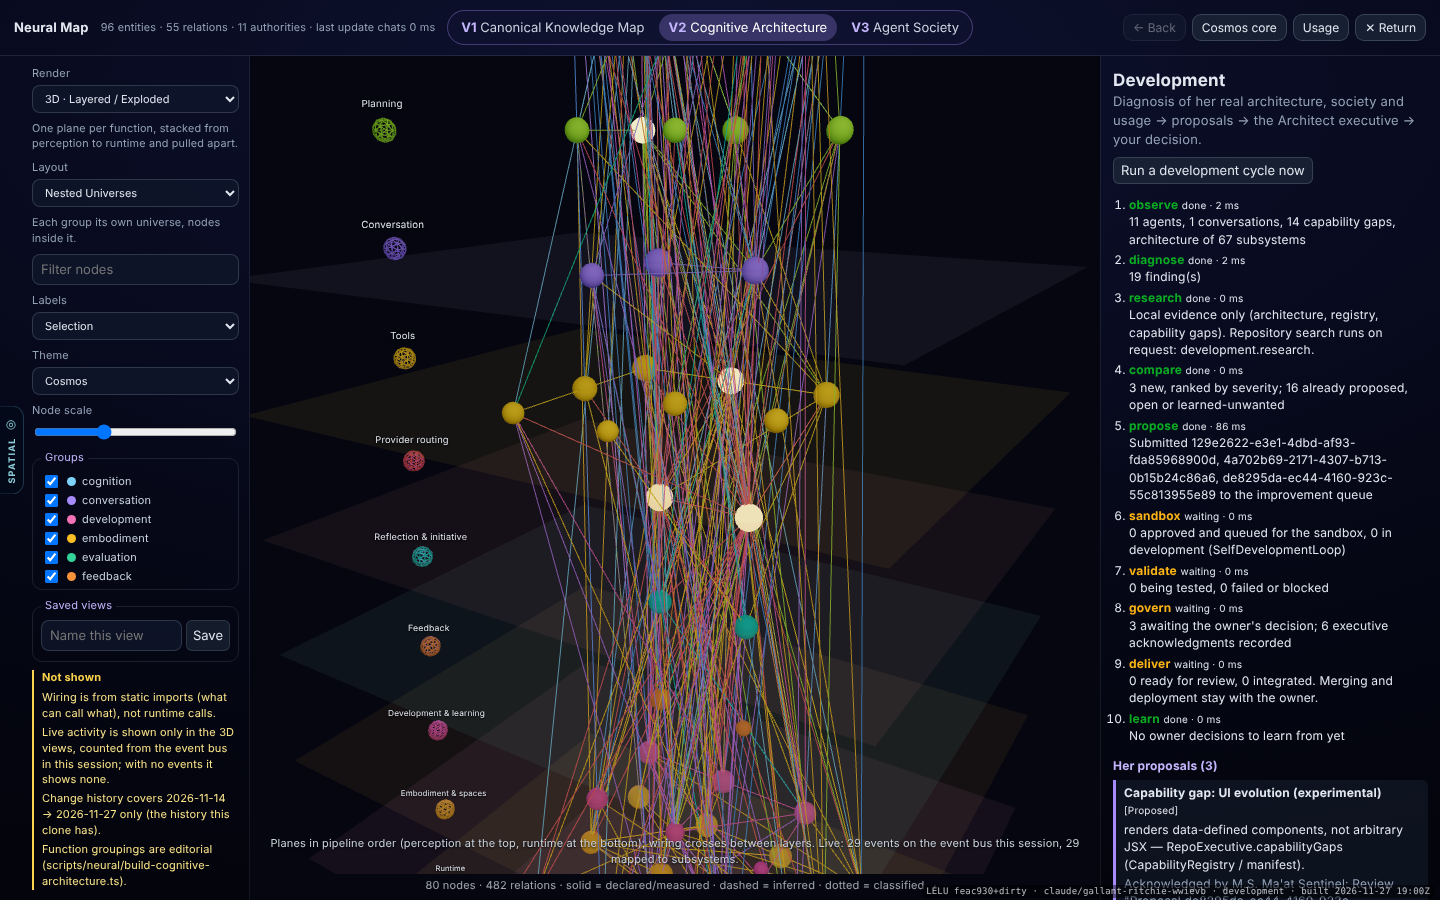 Neural Map
96 entities · 55 relations · 11 authorities · last update chats 0 ms
V1 Canonical Knowledge Map
V2 Cognitive Architecture
V3 Agent Society
← Back
Cosmos core
Usage
✕ Return
Render
3D · Layered / Exploded
One plane per function, stacked from
perception to runtime and pulled apart.
Layout
Nested Universes
Each group its own universe, nodes
inside it.
Filter nodes
Labels
Selection
Theme
Cosmos
Node scale
SPATIAL ◎
Groups
cognition
conversation
development
embodiment
evaluation
feedback
Saved views
Name this view
Save
Not shown
Wiring is from static imports (what
can call what), not runtime calls.
Live activity is shown only in the 3D
views, counted from the event bus
in this session; with no events it
shows none.
Change history covers 2026-11-14
→ 2026-11-27 only (the history this
clone has).
Function groupings are editorial
(scripts/neural/build-cognitive-
architecture.ts).
Planning
Conversation
Tools
Provider routing
Reflection & initiative
Feedback
Development & learning
Embodiment & spaces
Runtime
Planes in pipeline order (perception at the top, runtime at the bottom); wiring crosses between layers. Live: 29 events on the event bus this session, 29
mapped to subsystems.
80 nodes · 482 relations · solid = declared/measured · dashed = inferred · dotted = classified
Development
Diagnosis of her real architecture, society and
usage → proposals → the Architect executive →
your decision.
Run a development cycle now
1. observe done · 2 ms
11 agents, 1 conversations, 14 capability gaps,
architecture of 67 subsystems
2. diagnose done · 2 ms
19 finding(s)
3. research done · 0 ms
Local evidence only (architecture, registry,
capability gaps). Repository search runs on
request: development.research.
4. compare done · 0 ms
3 new, ranked by severity; 16 already proposed,
open or learned-unwanted
5. propose done · 86 ms
Submitted 129e2622-e3e1-4dbd-af93-
fda85968900d, 4a702b69-2171-4307-b713-
0b15b24c86a6, de8295da-ec44-4160-923c-
55c813955e89 to the improvement queue
6. sandbox waiting · 0 ms
0 approved and queued for the sandbox, 0 in
development (SelfDevelopmentLoop)
7. validate waiting · 0 ms
0 being tested, 0 failed or blocked
8. govern waiting · 0 ms
3 awaiting the owner's decision; 6 executive
acknowledgments recorded
9. deliver waiting · 0 ms
0 ready for review, 0 integrated. Merging and
deployment stay with the owner.
10. learn done · 0 ms
No owner decisions to learn from yet
Her proposals (3)
Capability gap: UI evolution (experimental)
[Proposed]
renders data-defined components, not arbitrary
JSX — RepoExecutive.capabilityGaps
(CapabilityRegistry / manifest).
Acknowledged by M.S. Ma'at Sentinel: Review
LÉLU feac930+dirty · claude/gallant-ritchie-wwievb · development · built 2026-11-27 19:00Z